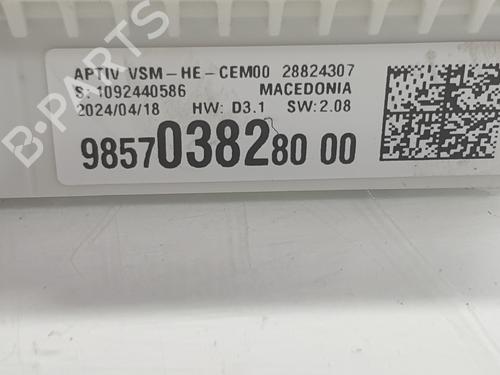 APTIV VSM-HE-CEM00 28824307
S: 1092440586 MACEDONIA
2024/04/18 HW: D3.1 SW:2.08
9857038280 00
B-PARTS